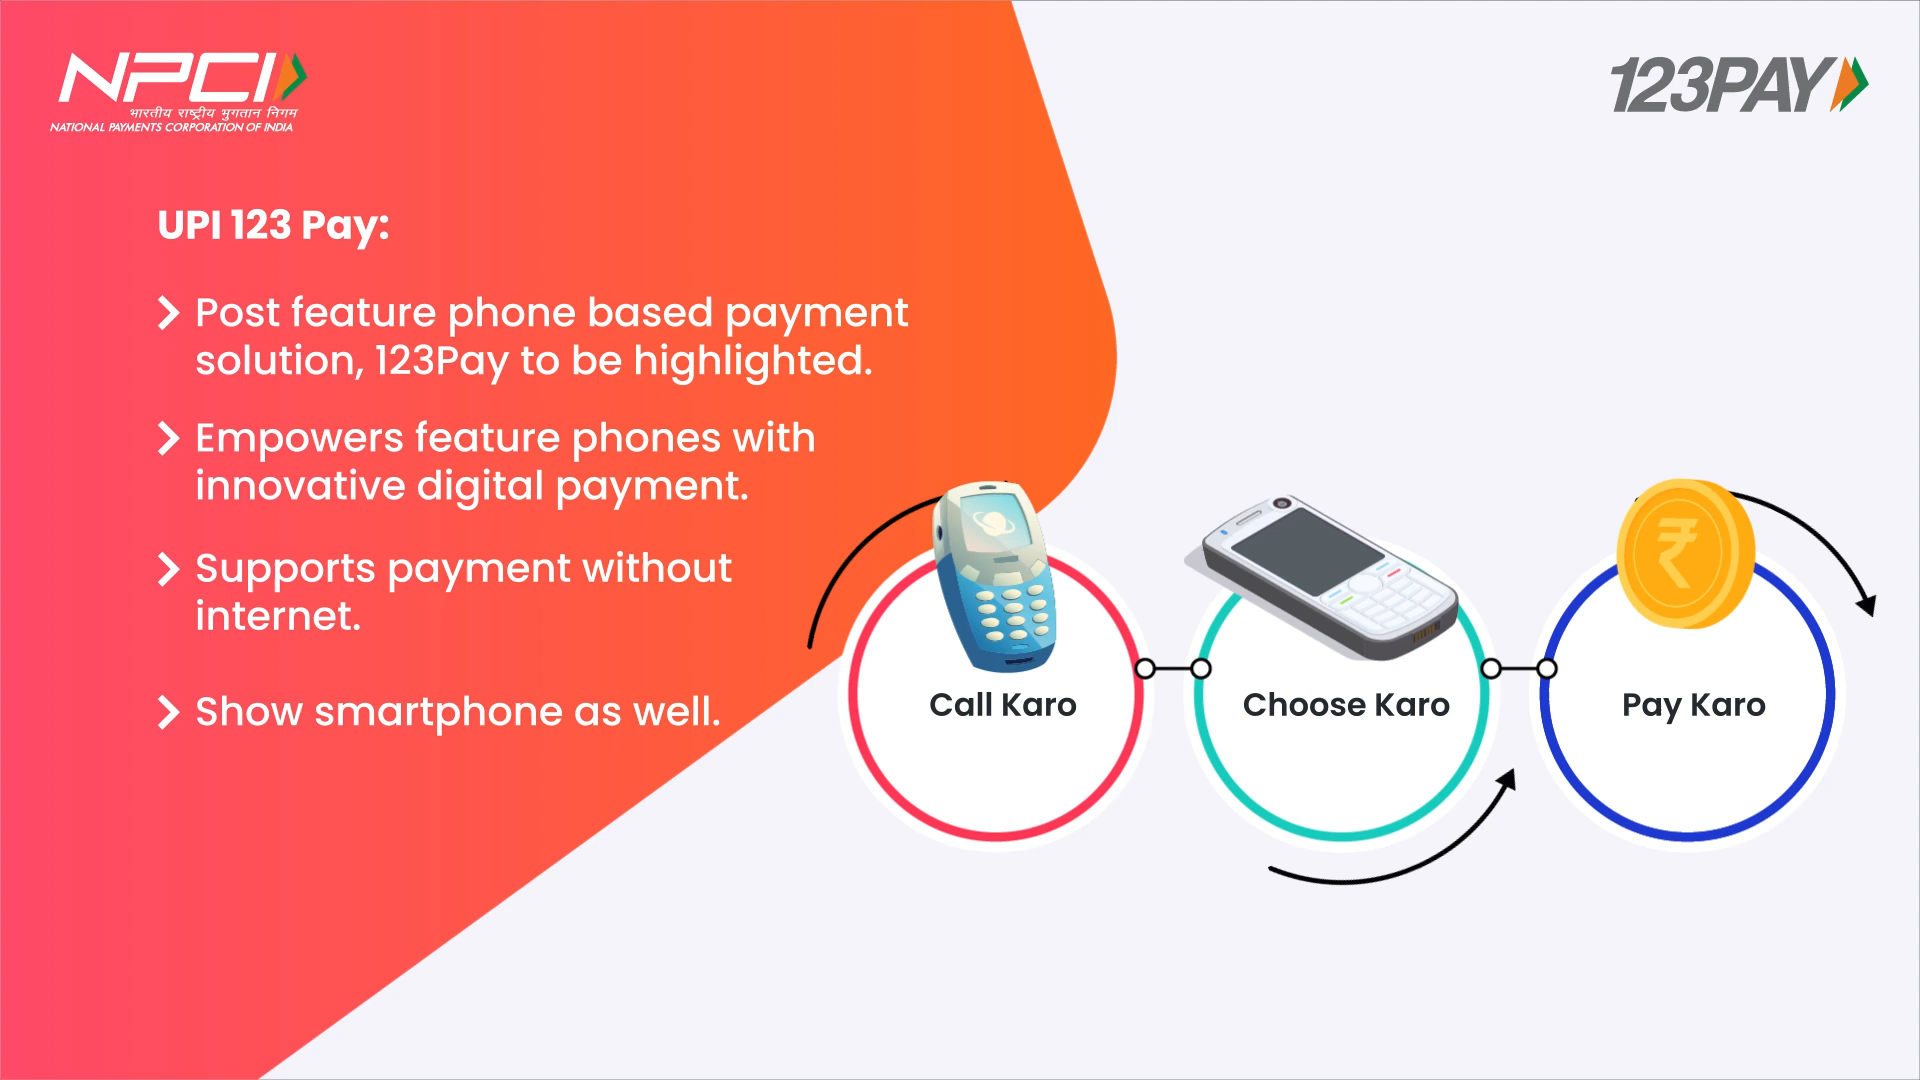 NPCI
भारतीय राष्ट्रीय भुगतान निगम
NATIONAL PAYMENTS CORPORATION OF INDIA
123PAY
UPI 123 Pay:
Post feature phone based payment
solution, 123Pay to be highlighted.
Empowers feature phones with
innovative digital payment.
Supports payment without
internet.
Show smartphone as well.
₹
Call Karo
Choose Karo
Pay Karo